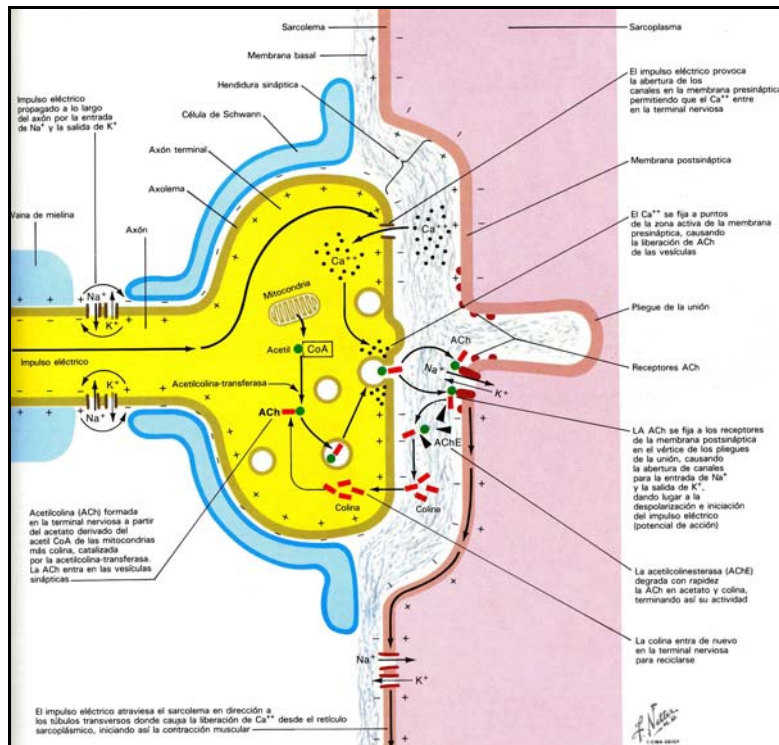 Sarcolema
Sarcoplasma
Membrana basal
Hendidura sináptica
El impulso eléctrico provoca
la abertura de los
canales en la membrana presináptica
permitiendo que el Ca++ entre
en la terminal nerviosa
Impulso eléctrico
propagado a lo largo
del axón por la entrada
de Na+ y la salida de K+
Célula de Schwann
Axón terminal
Axolema
Membrana postsináptica
Vaina de mielina
Axón
El Ca++ se fija a puntos
de la zona activa de la membrana
presináptica, causando
la liberación de ACh
de las vesículas
Ca++
Ca++
Mitocondria
Na+
K+
Pliegue de la unión
Impulso eléctrico
Acetil
CoA
ACh
Na+
K+
Receptores ACh
Acetilcolina-transferasa
K+
Na+
ACh
AChE
LA ACh se fija a los receptores
de la membrana postsináptica
en el vértice de los pliegues
de la unión, causando
la abertura de canales
para la entrada de Na+
y la salida de K+,
dando lugar a la
despolarización e iniciación
del impulso eléctrico
(potencial de acción)
Colina
Colina
Acetilcolina (ACh) formada
en la terminal nerviosa a partir
del acetato derivado del
acetil CoA de las mitocondrias
más colina, catalizada
por la acetilcolina-transferasa.
La ACh entra en las vesículas
sinápticas
La acetilcolinesterasa (AChE)
degrada con rapidez
la ACh en acetato y colina,
terminando así su actividad
La colina entra de nuevo
en la terminal nerviosa
para reciclarse
Na+
K+
El impulso eléctrico atraviesa el sarcolema en dirección a
los túbulos transversos donde causa la liberación de Ca++ desde el retículo
sarcoplásmico, iniciando así la contracción muscular
F. Netter
M.D.
©CIBA-GEIGY